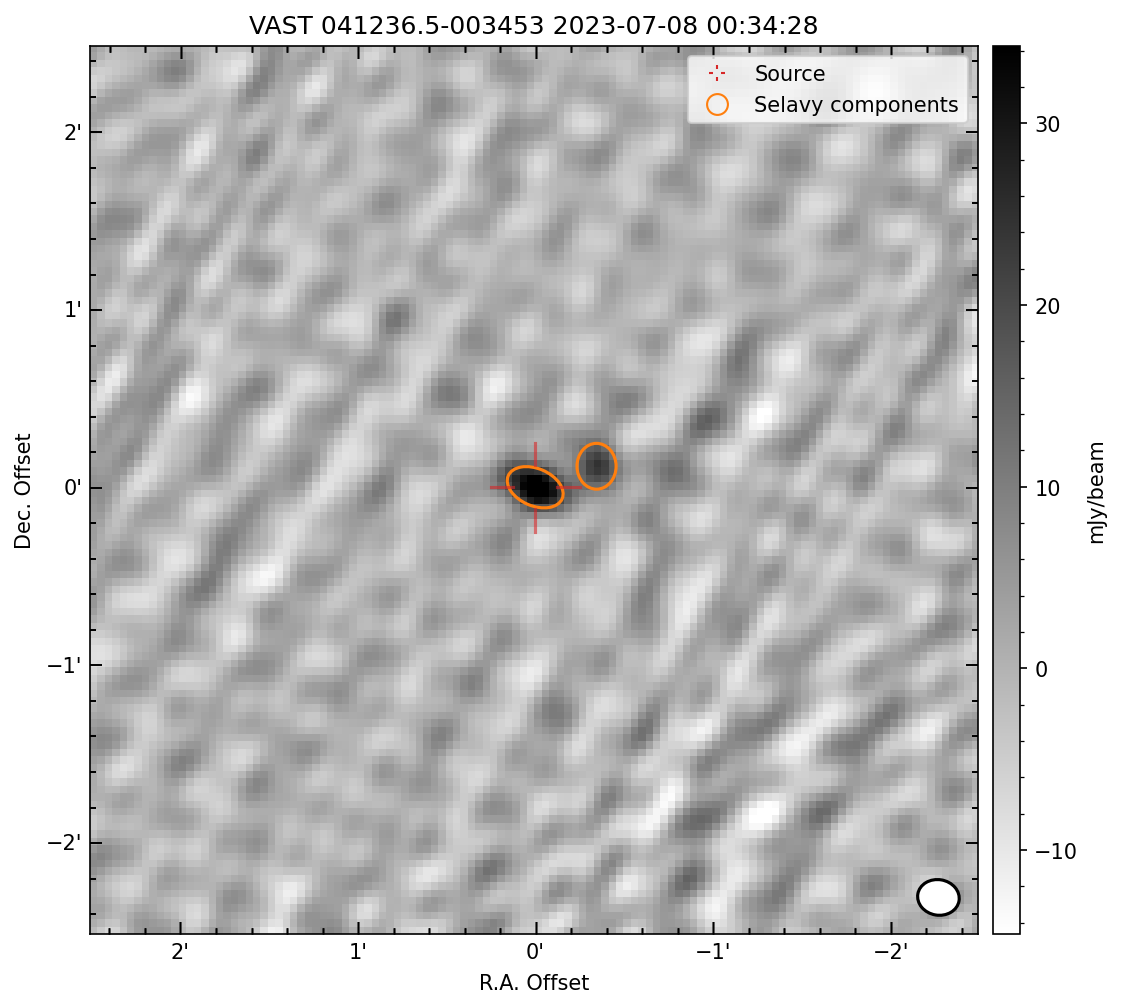 VAST 041236.5-003453 2023-07-08 00:34:28
Source
Selavy components
2'
1'
0'
−1'
−2'
Dec. Offset
2'
1'
0'
−1'
−2'
R.A. Offset
30
20
10
0
−10
mJy/beam